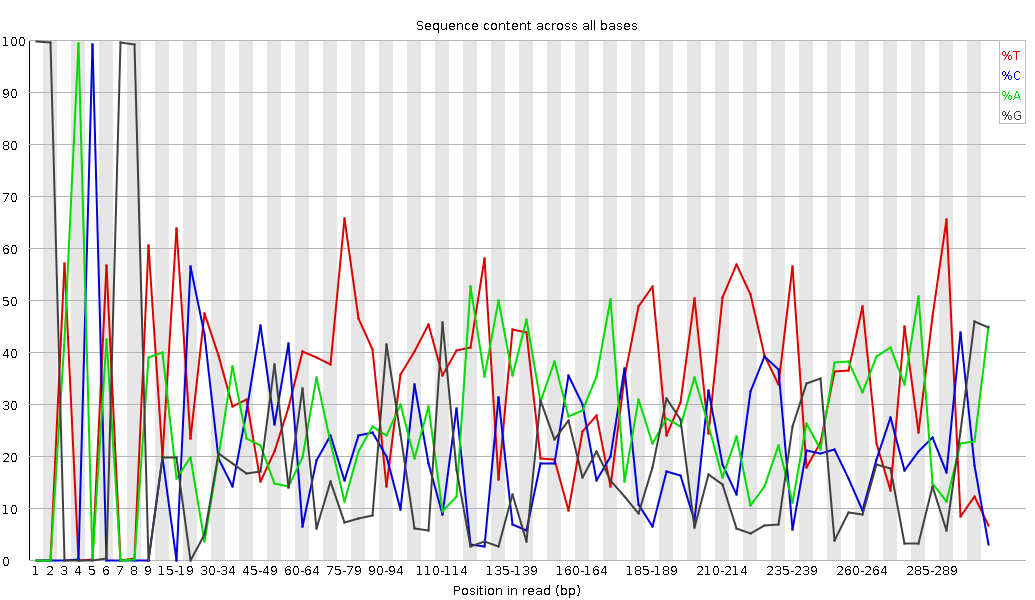 Sequence content across all bases
100
90
80
70
60
50
40
30
20
10
0
%T
%C
%A
%G
1 2 3 4 5 6 7 8 9 15-19 30-34 45-49 60-64 75-79 90-94 110-114 135-139 160-164 185-189 210-214 235-239 260-264 285-289
Position in read (bp)